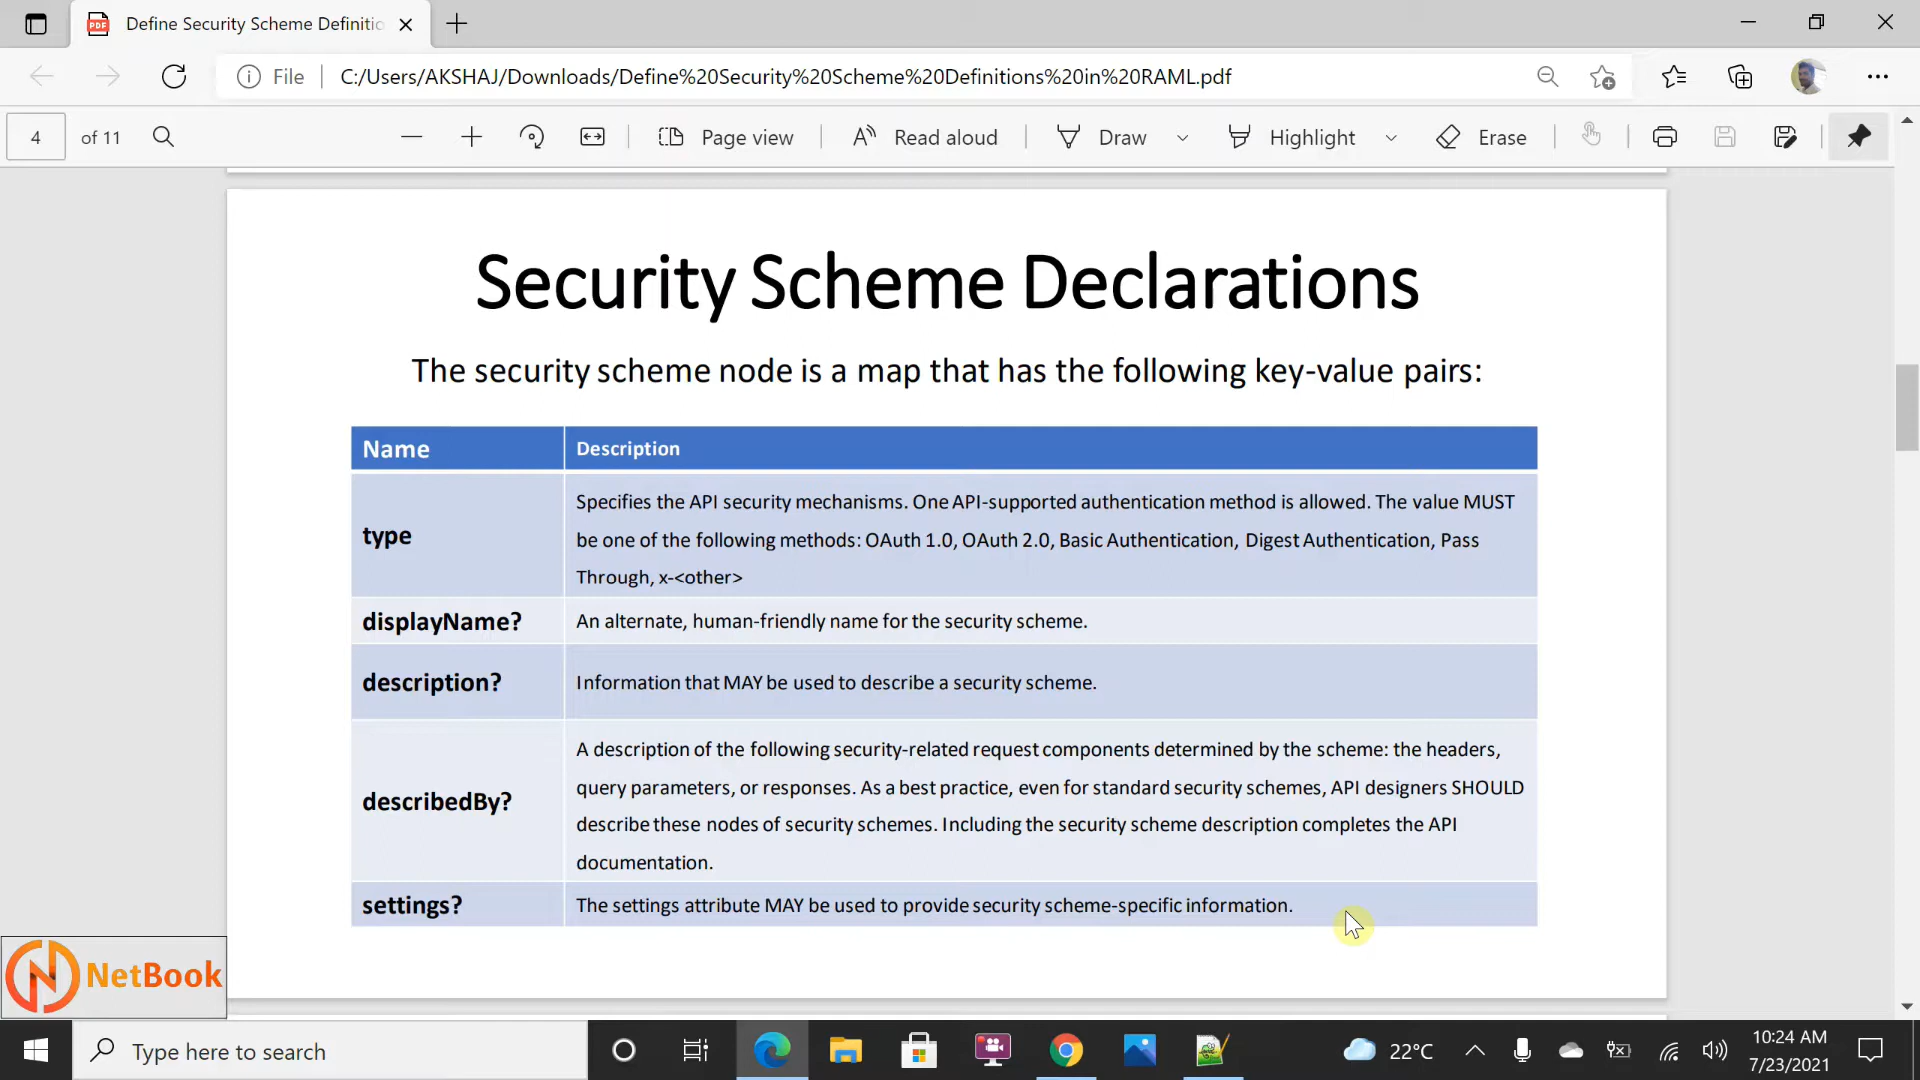 Define Security Scheme Definitic
File
C:/Users/AKSHAJ/Downloads/Define%20Security%20Scheme%20Definitions%20in%20RAML.pdf
4 of 11
Page view
Read aloud
Draw
Highlight
Erase
Security Scheme Declarations
The security scheme node is a map that has the following key-value pairs:
Name Description
type
Specifies the API security mechanisms. One API-supported authentication method is allowed. The value MUST
be one of the following methods: OAuth 1.0, OAuth 2.0, Basic Authentication, Digest Authentication, Pass
Through, x-<other>
displayName? An alternate, human-friendly name for the security scheme.
description? Information that MAY be used to describe a security scheme.
describedBy?
A description of the following security-related request components determined by the scheme: the headers,
query parameters, or responses. As a best practice, even for standard security schemes, API designers SHOULD
describe these nodes of security schemes. Including the security scheme description completes the API
documentation.
settings? The settings attribute MAY be used to provide security scheme-specific information.
NetBook
Type here to search
22°C
10:24 AM
7/23/2021